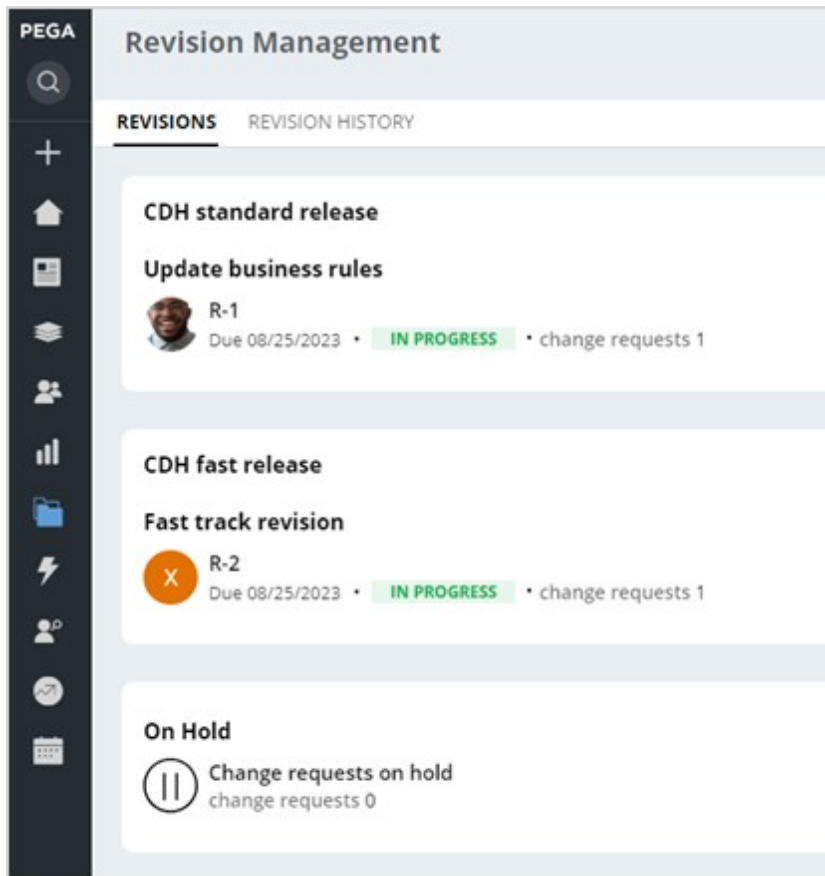 PEGA
Revision Management
REVISIONS REVISION HISTORY
CDH standard release
Update business rules
R-1
Due 08/25/2023 • IN PROGRESS • change requests 1
CDH fast release
Fast track revision
X
R-2
Due 08/25/2023 • IN PROGRESS • change requests 1
On Hold
Change requests on hold
change requests 0